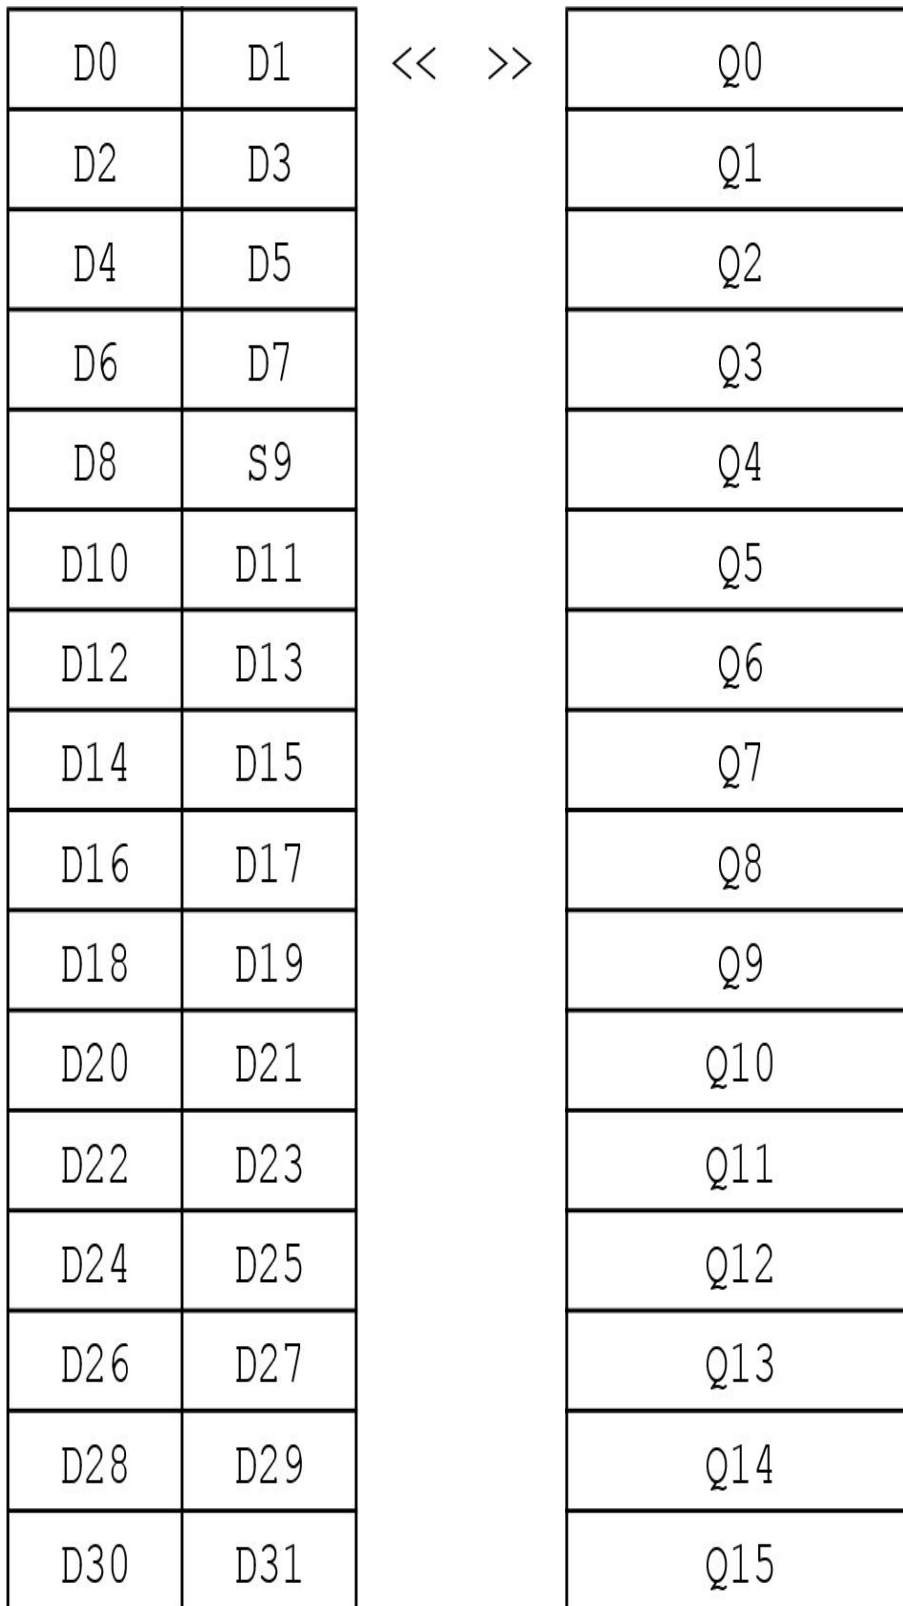 D0 D1 << >> Q0
D2 D3 Q1
D4 D5 Q2
D6 D7 Q3
D8 S9 Q4
D10 D11 Q5
D12 D13 Q6
D14 D15 Q7
D16 D17 Q8
D18 D19 Q9
D20 D21 Q10
D22 D23 Q11
D24 D25 Q12
D26 D27 Q13
D28 D29 Q14
D30 D31 Q15